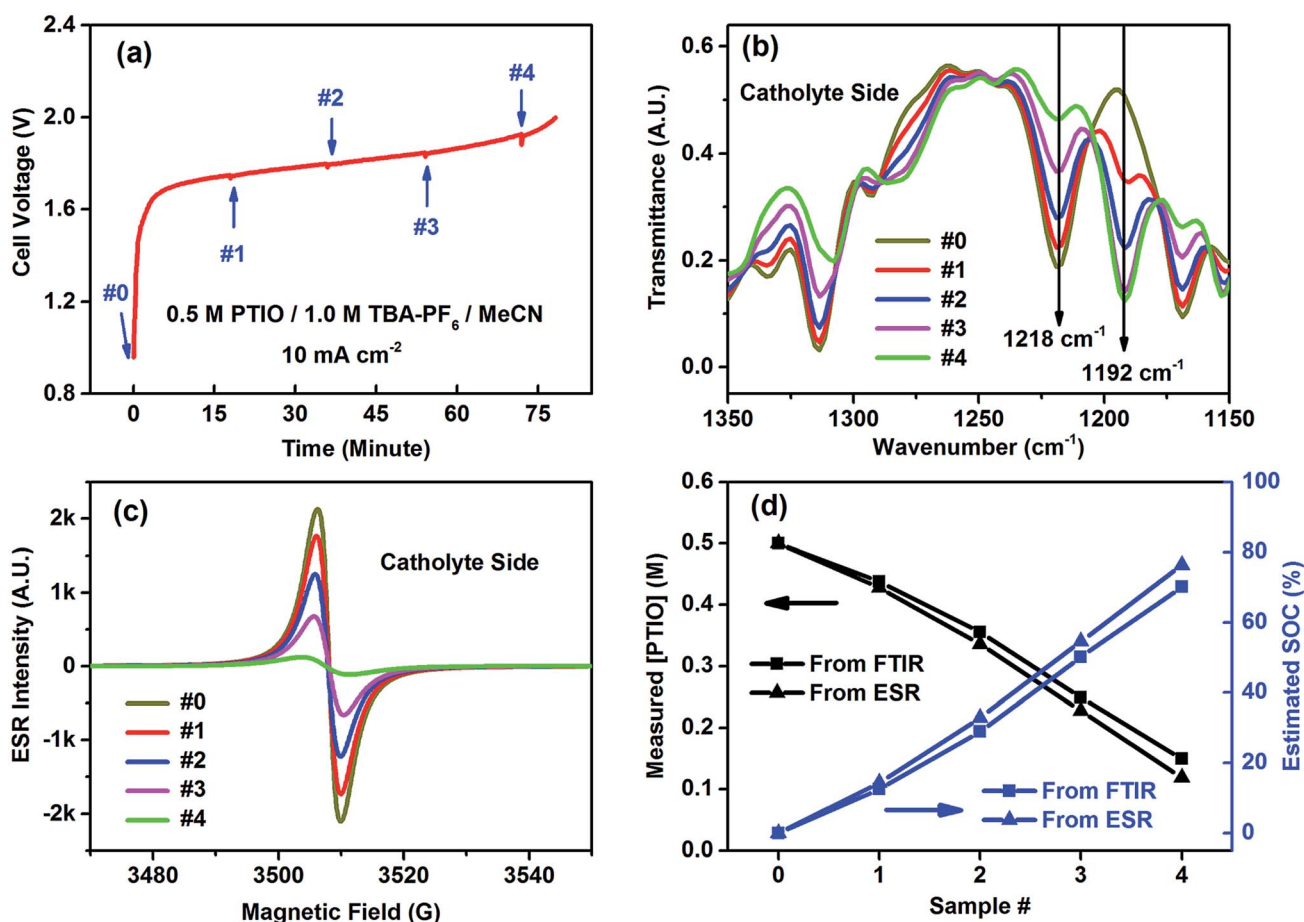 (a)
2.4
2.0
1.6
1.2
0.8
Cell Voltage (V)
#0
#1
#2
#3
#4
0.5 M PTIO / 1.0 M TBA-PF6 / MeCN
10 mA cm-2
0 15 30 45 60 75
Time (Minute)
(b)
Catholyte Side
0.6
0.4
0.2
0.0
Transmittance (A.U.)
#0
#1
#2
#3
#4
1218 cm-1
1192 cm-1
1350 1300 1250 1200 1150
Wavenumber (cm-1)
(c)
Catholyte Side
2k
1k
0
-1k
-2k
ESR Intensity (A.U.)
#0
#1
#2
#3
#4
3480 3500 3520 3540
Magnetic Field (G)
(d)
0.6
0.5
0.4
0.3
0.2
0.1
0.0
Measured [PTIO] (M)
From FTIR
From ESR
From FTIR
From ESR
100
80
60
40
20
0
Estimated SOC (%)
0 1 2 3 4
Sample #